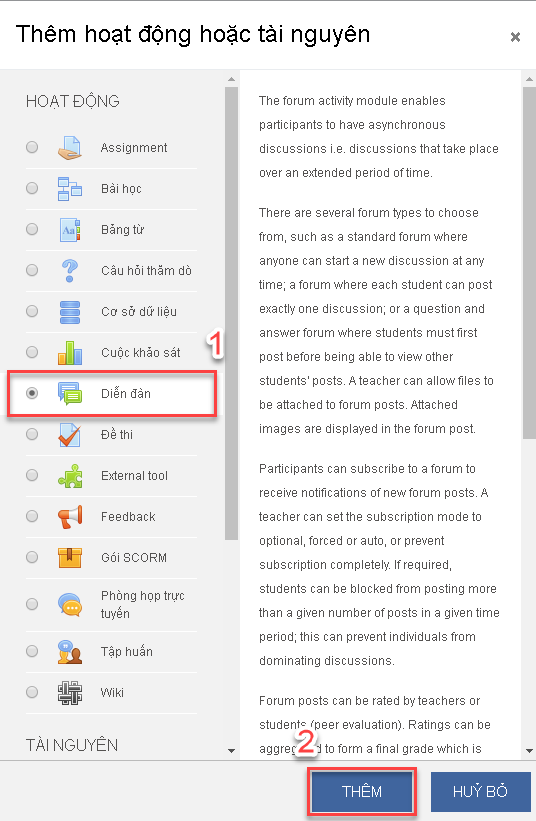 Thêm hoạt động hoặc tài nguyên
×
HOẠT ĐỘNG
Assignment
Bài học
Bảng từ
Câu hỏi thăm dò
Cơ sở dữ liệu
Cuộc khảo sát
1
Diễn đàn
Đề thi
External tool
Feedback
Gói SCORM
Phòng họp trực
tuyến
Tập huấn
Wiki
TÀI NGUYÊN
The forum activity module enables
participants to have asynchronous
discussions i.e. discussions that take place
over an extended period of time.
There are several forum types to choose
from, such as a standard forum where
anyone can start a new discussion at any
time; a forum where each student can post
exactly one discussion; or a question and
answer forum where students must first
post before being able to view other
students' posts. A teacher can allow files to
be attached to forum posts. Attached
images are displayed in the forum post.
Participants can subscribe to a forum to
receive notifications of new forum posts. A
teacher can set the subscription mode to
optional, forced or auto, or prevent
subscription completely. If required,
students can be blocked from posting more
than a given number of posts in a given time
period; this can prevent individuals from
dominating discussions.
Forum posts can be rated by teachers or
students (peer evaluation). Ratings can be
aggregated to form a final grade which is
2
THÊM
HUỶ BỎ